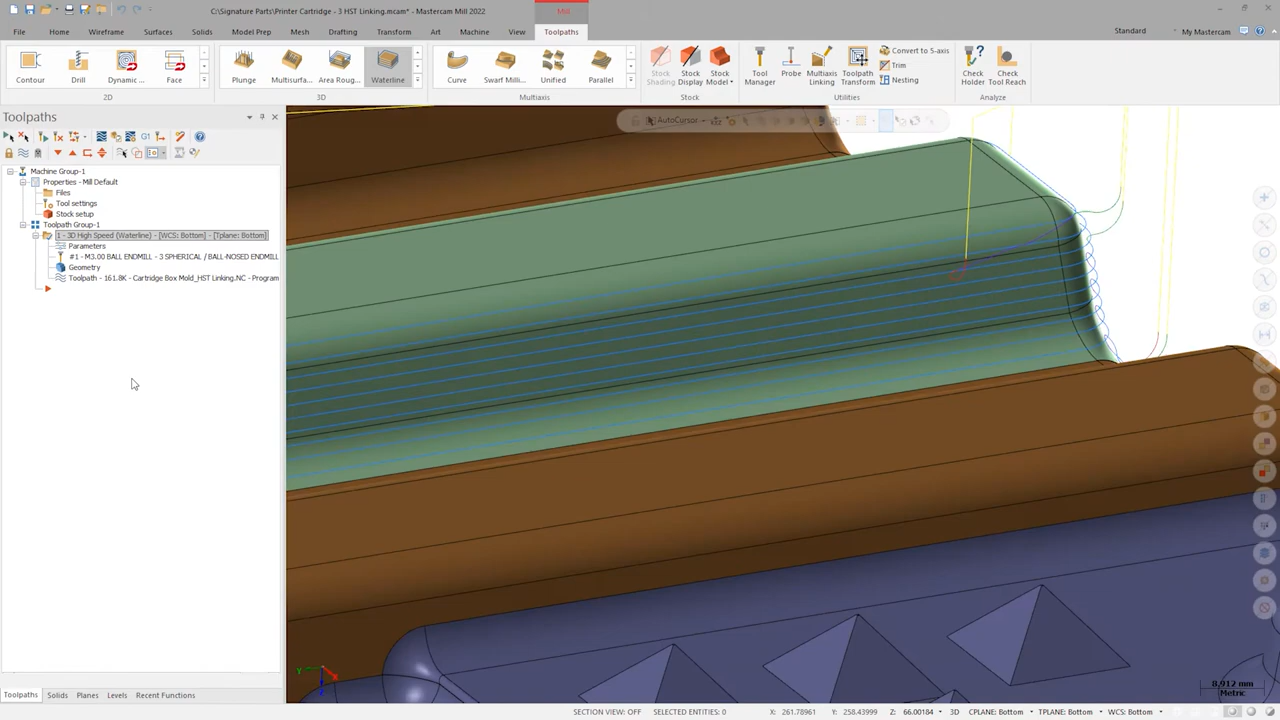 C:\Signature Parts\Printer Cartridge - 3 HST Linking.mcam* - Mastercam Mill 2022
Mill
File Home Wireframe Surfaces Solids Model Prep Mesh Drafting Transform Art Machine View Toolpaths
Standard My Mastercam
Contour Drill Dynamic ... Face
2D
Plunge Multisurfa... Area Roug... Waterline
3D
Curve Swarf Milli... Unified Parallel
Multiaxis
Stock Shading Stock Display Stock Model
Stock
Tool Manager Probe Multiaxis Linking Toolpath Transform
Convert to 5-axis
Trim
Nesting
Utilities
Check Holder Check Tool Reach
Analyze
Toolpaths
AutoCursor
G1
Machine Group-1
Properties - Mill Default
Files
Tool settings
Stock setup
Toolpath Group-1
1 - 3D High Speed (Waterline) - [WCS: Bottom] - [Tplane: Bottom]
Parameters
#1 - M3.00 BALL ENDMILL - 3 SPHERICAL / BALL-NOSED ENDMILL
Geometry
Toolpath - 161.8K - Cartridge Box Mold_HST Linking.NC - Program
Y X Z
8.912 mm
Metric
Toolpaths Solids Planes Levels Recent Functions
SECTION VIEW: OFF SELECTED ENTITIES: 0 X: 261.78961 Y: 258.43999 Z: 66.00184 3D CPLANE: Bottom TPLANE: Bottom WCS: Bottom